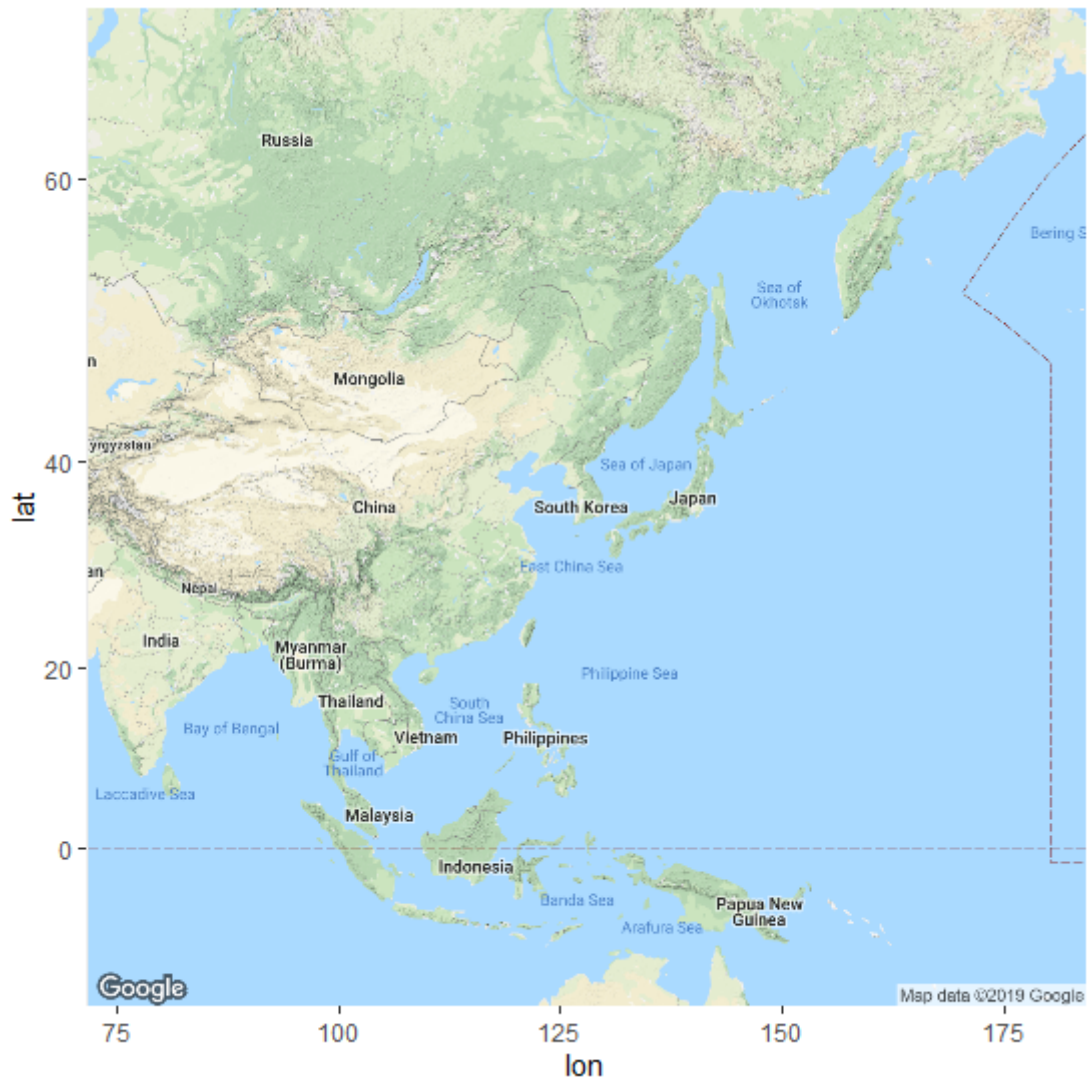 Russia
60
Bering S
Sea of
Okhotsk
n
Mongolia
yrgyzstan
40
Sea of Japan
Japan
lat
China
South Korea
East China Sea
an
Nepal
India
Myanmar
(Burma)
20
Philippine Sea
Thailand
South
China Sea
Bay of Bengal
Vietnam
Philippines
Gulf of
Thailand
Laccadive Sea
Malaysia
0
Indonesia
Banda Sea
Papua New
Guinea
Arafura Sea
Google
Map data ©2019 Google
75
100
125
150
175
lon